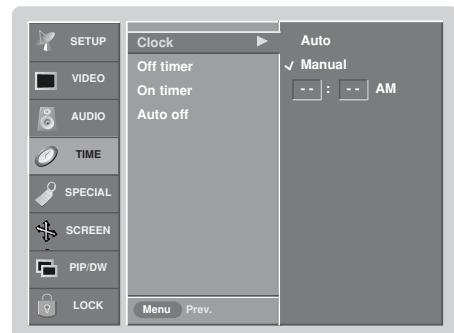 SETUP
VIDEO
AUDIO
TIME
SPECIAL
SCREEN
PIP/DW
LOCK
Clock ►
Off timer
On timer
Auto off
Menu Prev.
Auto
✓ Manual
-- : -- AM